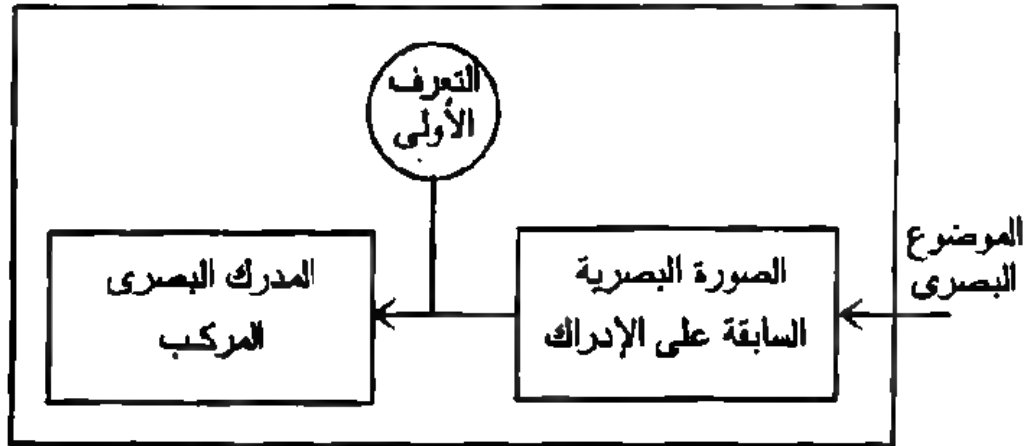 التعرف
الأولى
الموضوع
البصرى
الصورة البصرية
السابقة على الإدراك
المدرك البصرى
المركب